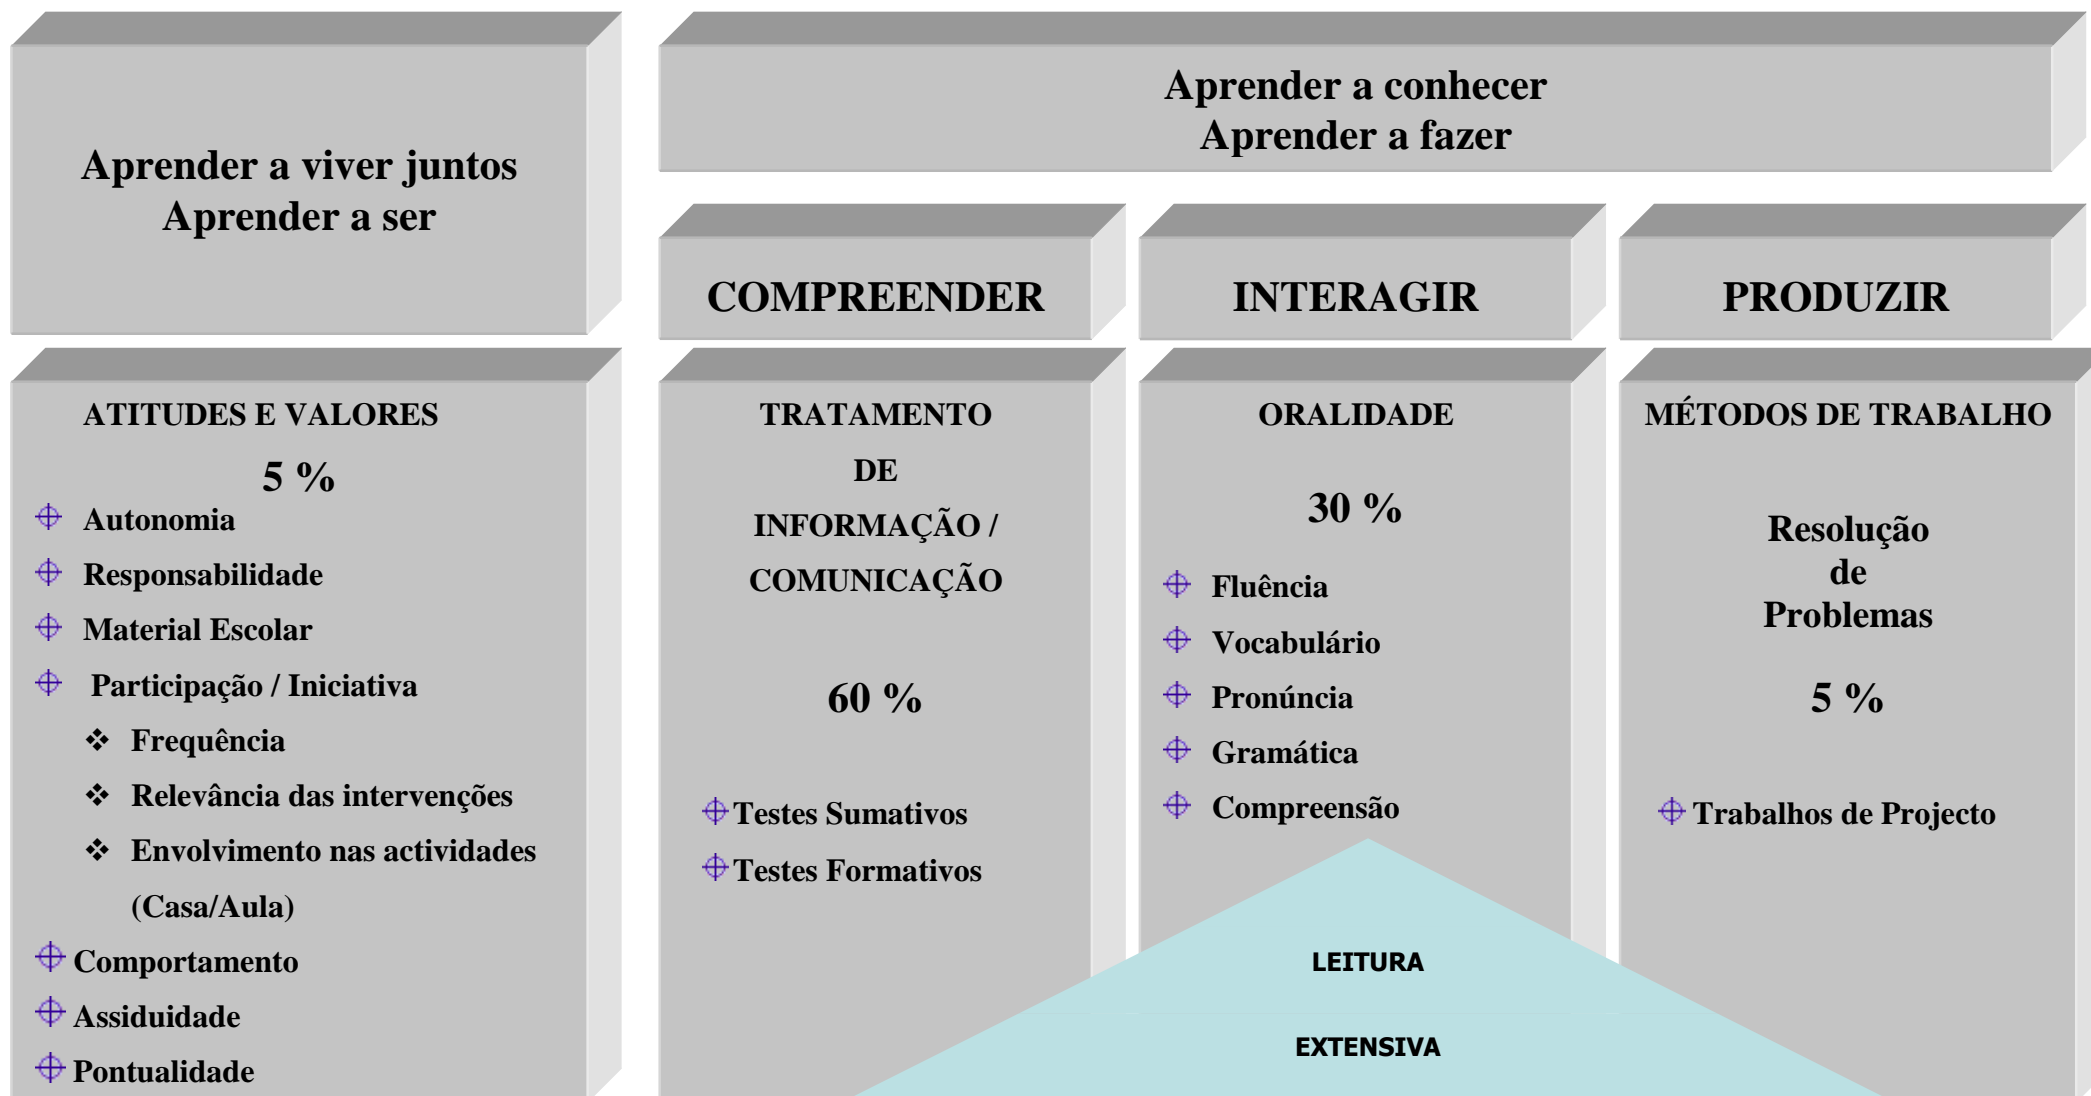 Aprender a viver juntos
Aprender a ser
Aprender a conhecer
Aprender a fazer
COMPREENDER
INTERAGIR
PRODUZIR
ATITUDES E VALORES
5 %
Autonomia
Responsabilidade
Material Escolar
Participação / Iniciativa
Frequência
Relevância das intervenções
Envolvimento nas actividades
(Casa/Aula)
Comportamento
Assiduidade
Pontualidade
TRATAMENTO
DE
INFORMAÇÃO /
COMUNICAÇÃO
60 %
Testes Sumativos
Testes Formativos
ORALIDADE
30 %
Fluência
Vocabulário
Pronúncia
Gramática
Compreensão
MÉTODOS DE TRABALHO
Resolução
de
Problemas
5 %
Trabalhos de Projecto
LEITURA
EXTENSIVA